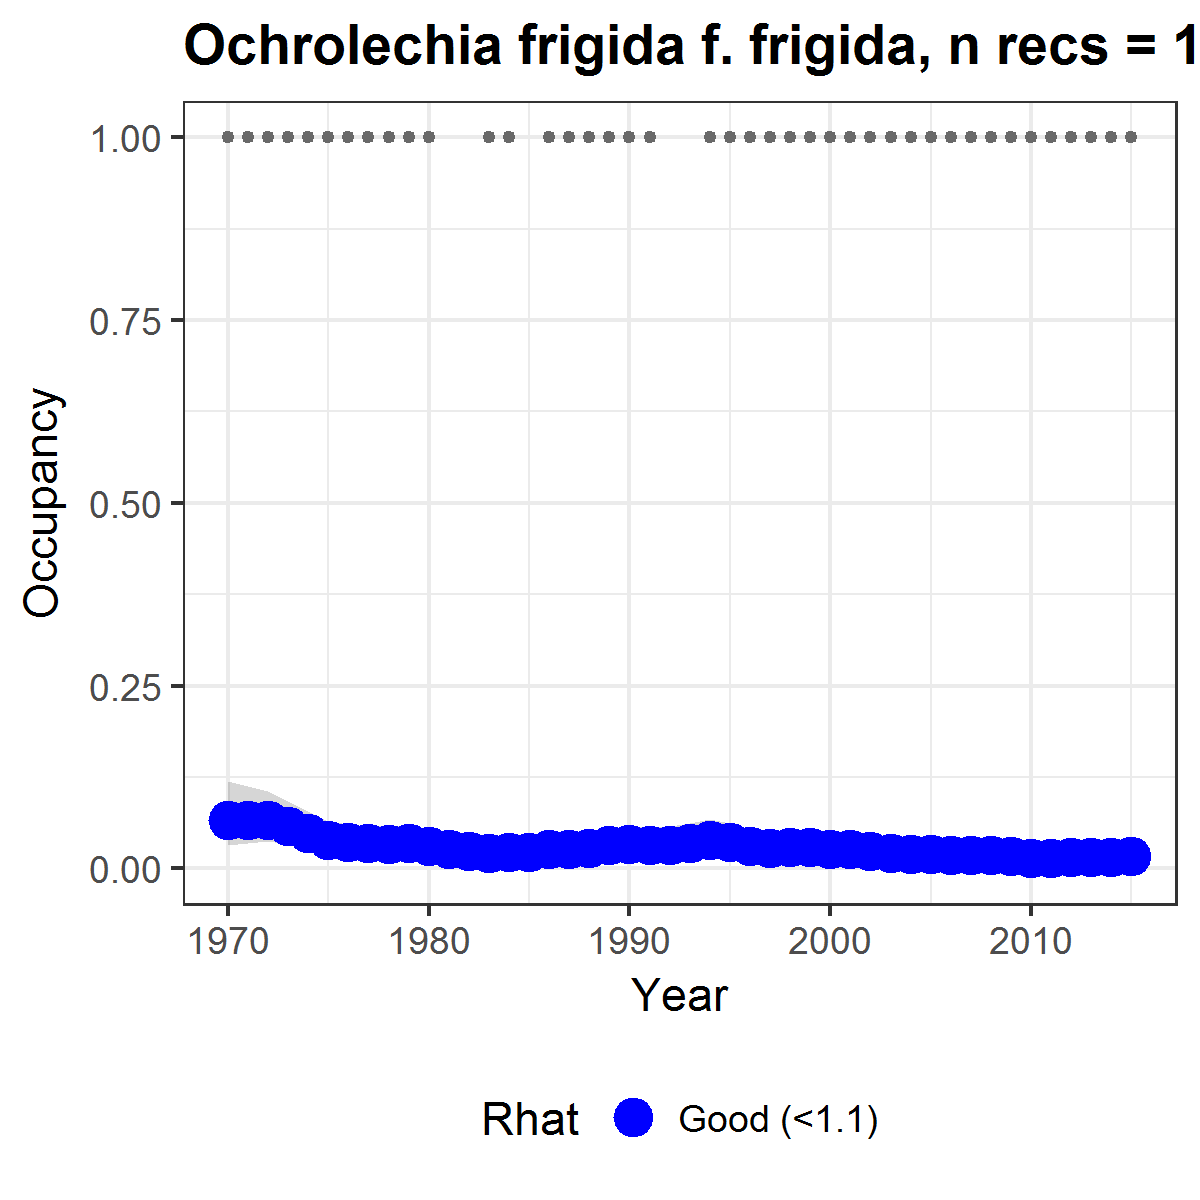 Ochrolechia frigida f. frigida, n recs = 1
1.00
0.75
0.50
0.25
0.00
Occupancy
1970 1980 1990 2000 2010
Year
Rhat Good (<1.1)